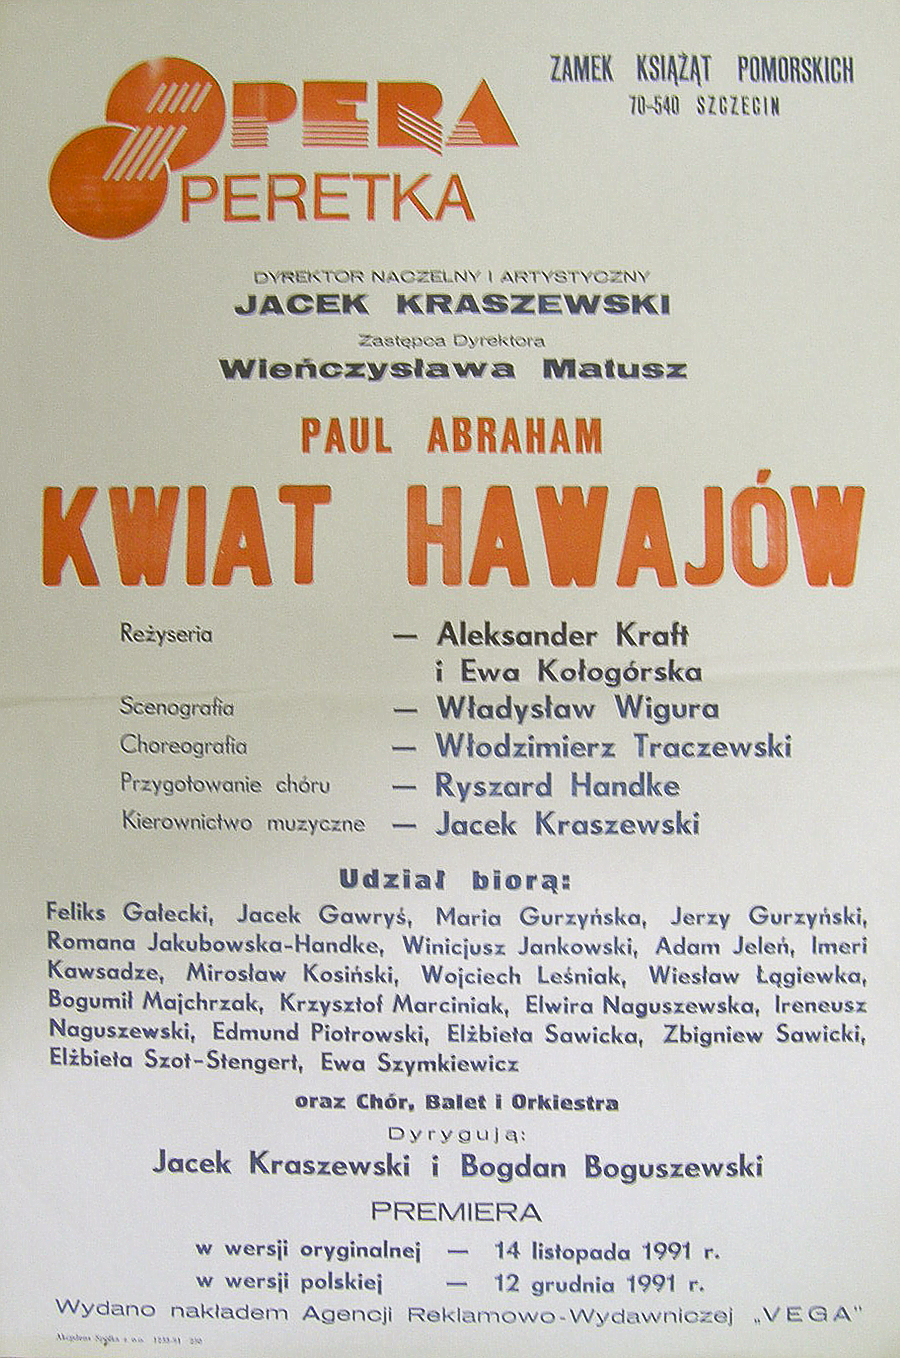 OPERA
OPERETKA
ZAMEK KSIĄŻĄT POMORSKICH
70-540 SZCZECIN
DYREKTOR NACZELNY I ARTYSTYCZNY
JACEK KRASZEWSKI
Zastępca Dyrektora
Wieńczysława Matusz
PAUL ABRAHAM
KWIAT HAWAJÓW
Reżyseria — Aleksander Kraft
i Ewa Kołogórska
Scenografia — Władysław Wigura
Choreografia — Włodzimierz Traczewski
Przygotowanie chóru — Ryszard Handke
Kierownictwo muzyczne — Jacek Kraszewski
Udział biorą:
Feliks Gałecki, Jacek Gawryś, Maria Gurzyńska, Jerzy Gurzyński,
Romana Jakubowska-Handke, Winicjusz Jankowski, Adam Jeleń, Imeri
Kawsadze, Mirosław Kosiński, Wojciech Leśniak, Wiesław Łągiewka,
Bogumił Majchrzak, Krzysztof Marciniak, Elwira Naguszewska, Ireneusz
Naguszewski, Edmund Piotrowski, Elżbieta Sawicka, Zbigniew Sawicki,
Elżbieta Szot-Stengert, Ewa Szymkiewicz
oraz Chór, Balet i Orkiestra
Dyrygują:
Jacek Kraszewski i Bogdan Boguszewski
PREMIERA
w wersji oryginalnej — 14 listopada 1991 r.
w wersji polskiej — 12 grudnia 1991 r.
Wydano nakładem Agencji Reklamowo-Wydawniczej „VEGA"